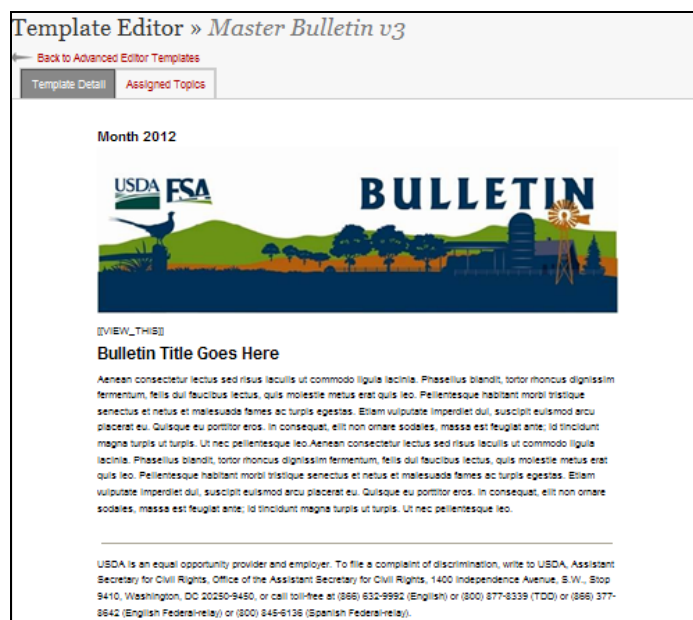 Template Editor » Master Bulletin v3
Back to Advanced Editor Templates
Template Detail Assigned Topics
Month 2012
USDA FSA BULLETIN
[[VIEW_THIS]]
Bulletin Title Goes Here
Aenean consectetur lectus sed risus iaculis ut commodo ligula lacinia. Phasellus blandit, tortor rhoncus dignissim
fermentum, felis dui faucibus lectus, quis molestie metus erat quis leo. Pellentesque habitant morbi tristique
senectus et netus et malesuada fames ac turpis egestas. Etiam vulputate imperdiet dui, suscipit euismod arcu
placerat eu. Quisque eu porttitor eros. In consequat, elit non ornare sodales, massa est feugiat ante; id tincidunt
magna turpis ut turpis. Ut nec pellentesque leo.Aenean consectetur lectus sed risus iaculis ut commodo ligula
lacinia. Phasellus blandit, tortor rhoncus dignissim fermentum, felis dui faucibus lectus, quis molestie metus erat
quis leo. Pellentesque habitant morbi tristique senectus et netus et malesuada fames ac turpis egestas. Etiam
vulputate imperdiet dui, suscipit euismod arcu placerat eu. Quisque eu porttitor eros. In consequat, elit non ornare
sodales, massa est feugiat ante; id tincidunt magna turpis ut turpis. Ut nec pellentesque leo.
USDA is an equal opportunity provider and employer. To file a complaint of discrimination, write to USDA, Assistant
Secretary for Civil Rights, Office of the Assistant Secretary for Civil Rights, 1400 Independence Avenue, S.W., Stop
9410, Washington, DC 20250-9450, or call toll-free at (866) 632-9992 (English) or (800) 877-8339 (TDD) or (866) 377-
8642 (English Federal-relay) or (800) 845-6136 (Spanish Federal-relay).